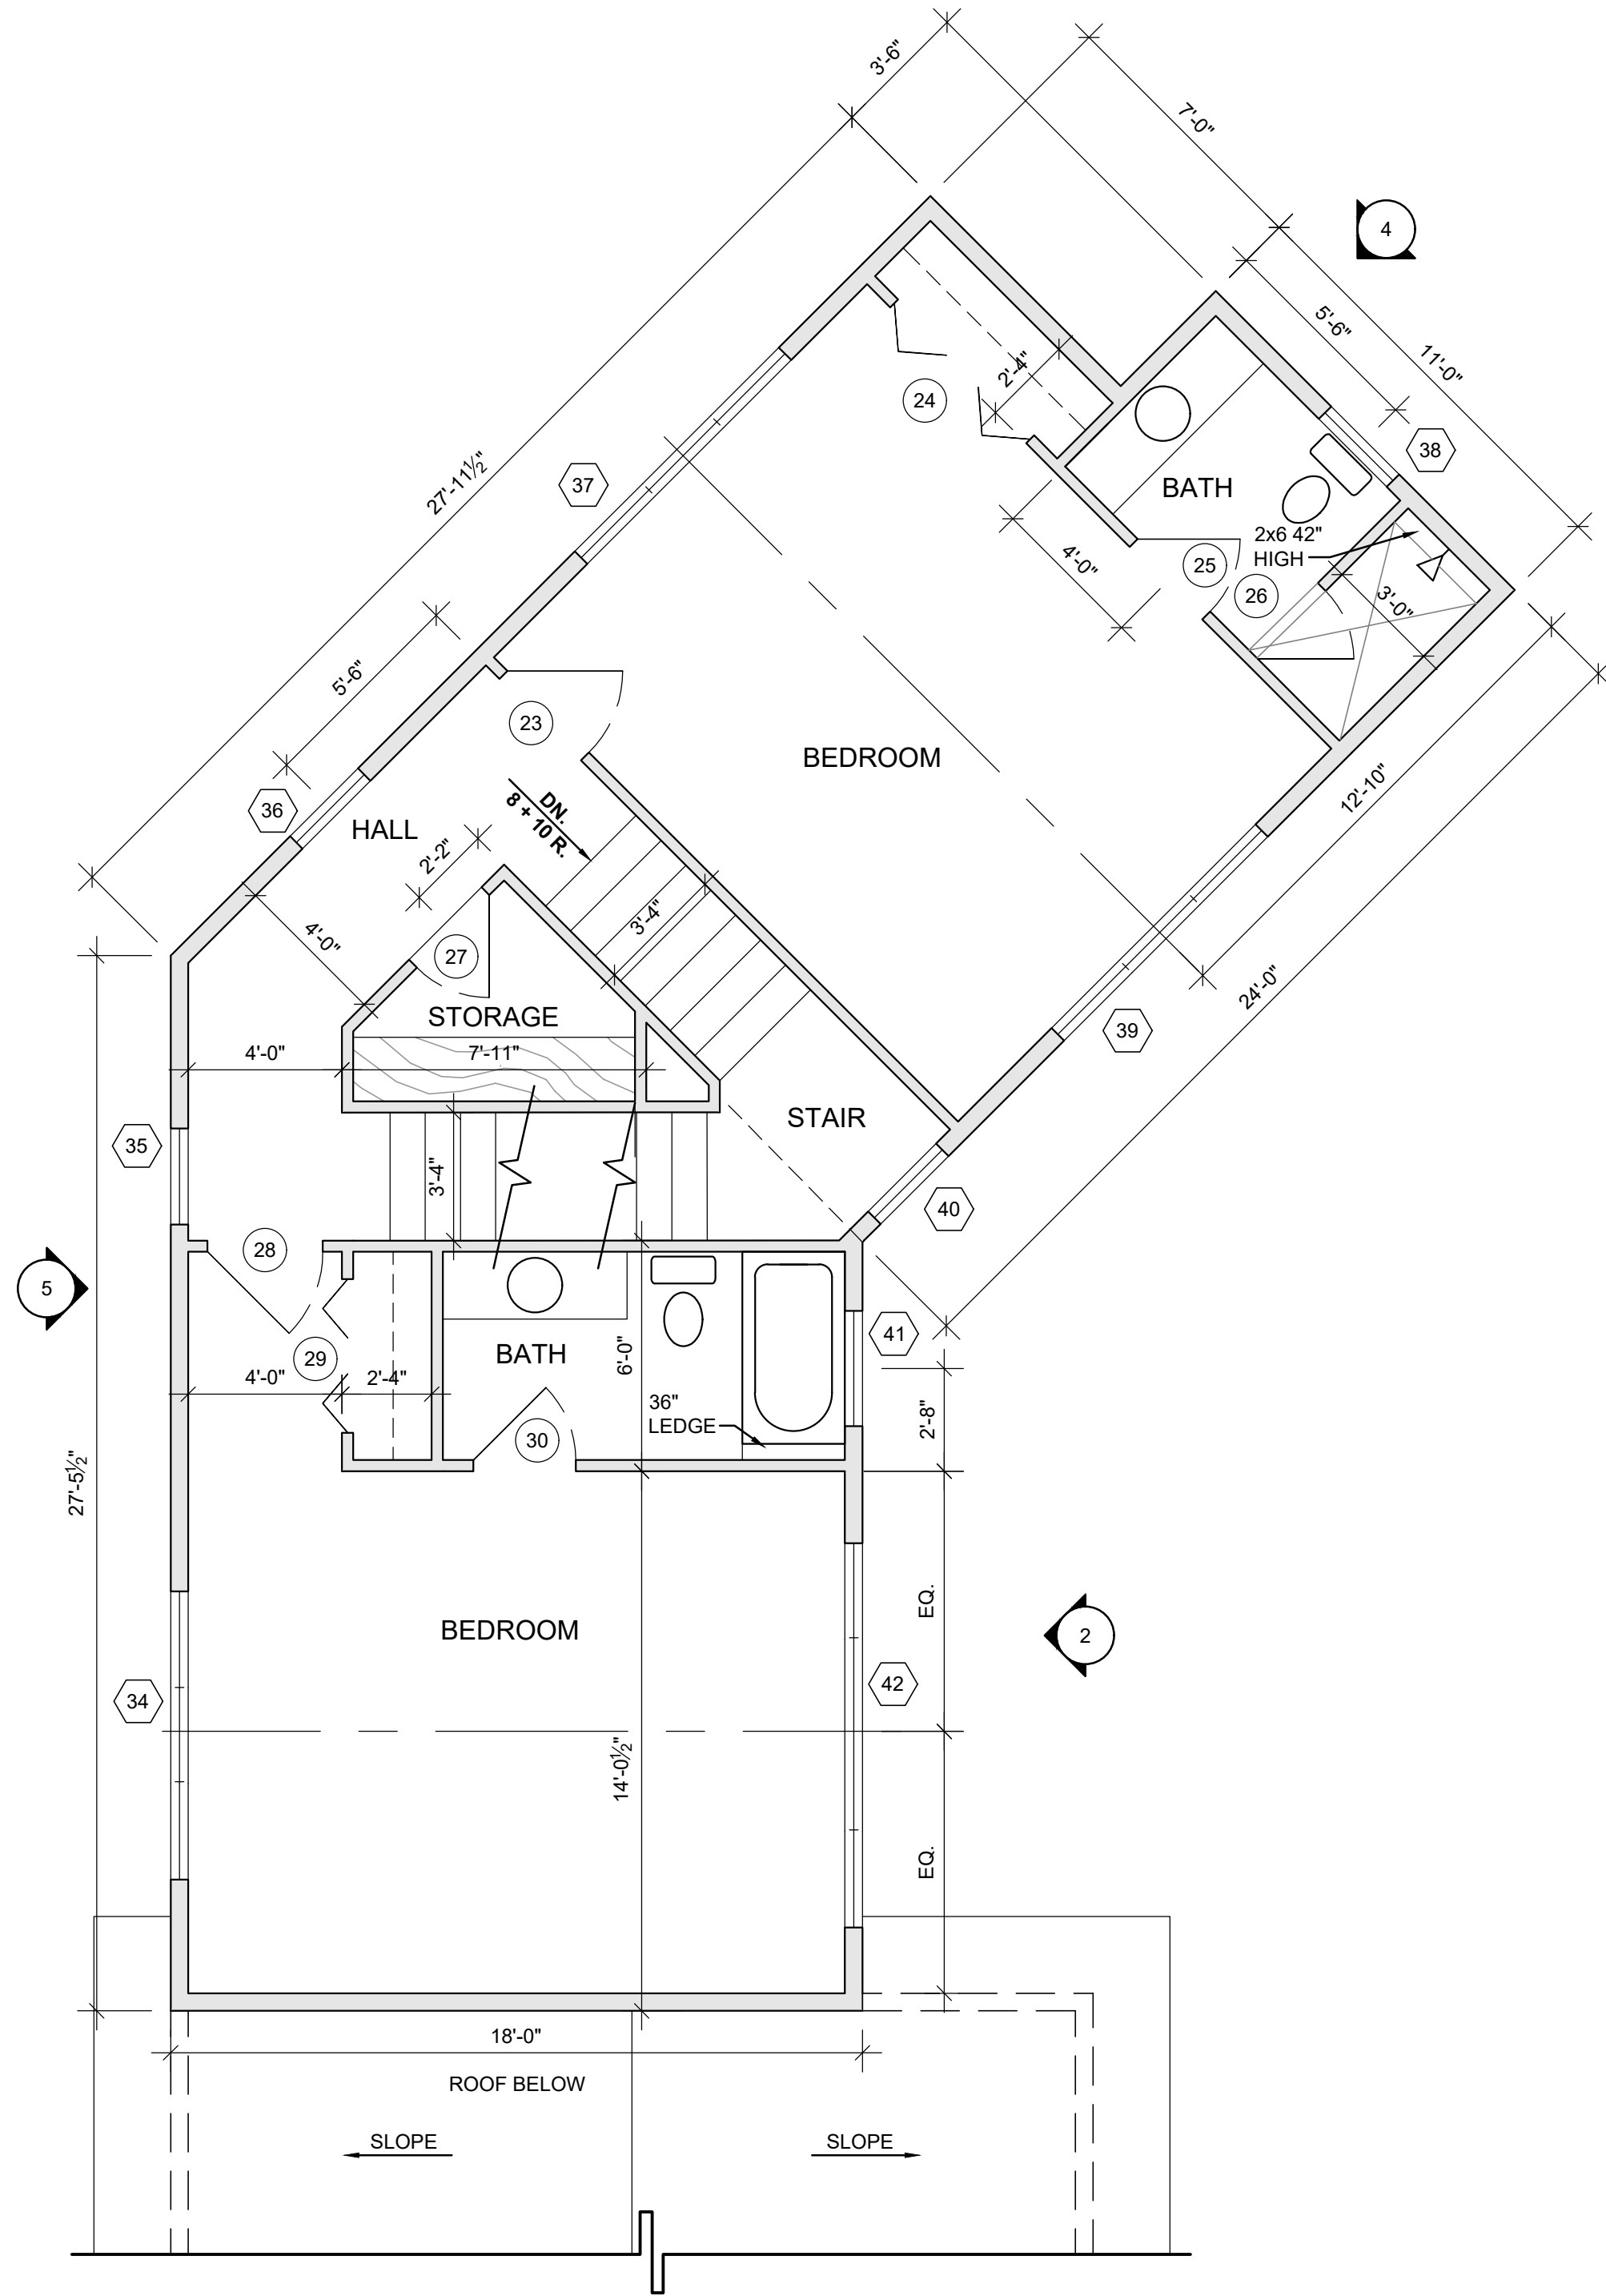 3'-6"
7'-0"
4
5'-6"
11'-0"
27'-11½"
37
24
2'-4"
38
BATH
2x6 42"
HIGH
25
26
4'-0"
3'-0"
5'-6"
23
BEDROOM
12'-10"
36
HALL
DN.
8 + 10 R.
2'-2"
3'-4"
4'-0"
27
24'-0"
STORAGE
39
4'-0"
7'-11"
STAIR
35
3'-4"
40
28
5
41
29
BATH
6'-0"
4'-0"
2'-4"
36"
LEDGE
2'-8"
30
27'-5½"
EQ.
BEDROOM
2
34
42
14'-0½"
EQ.
18'-0"
ROOF BELOW
SLOPE
SLOPE